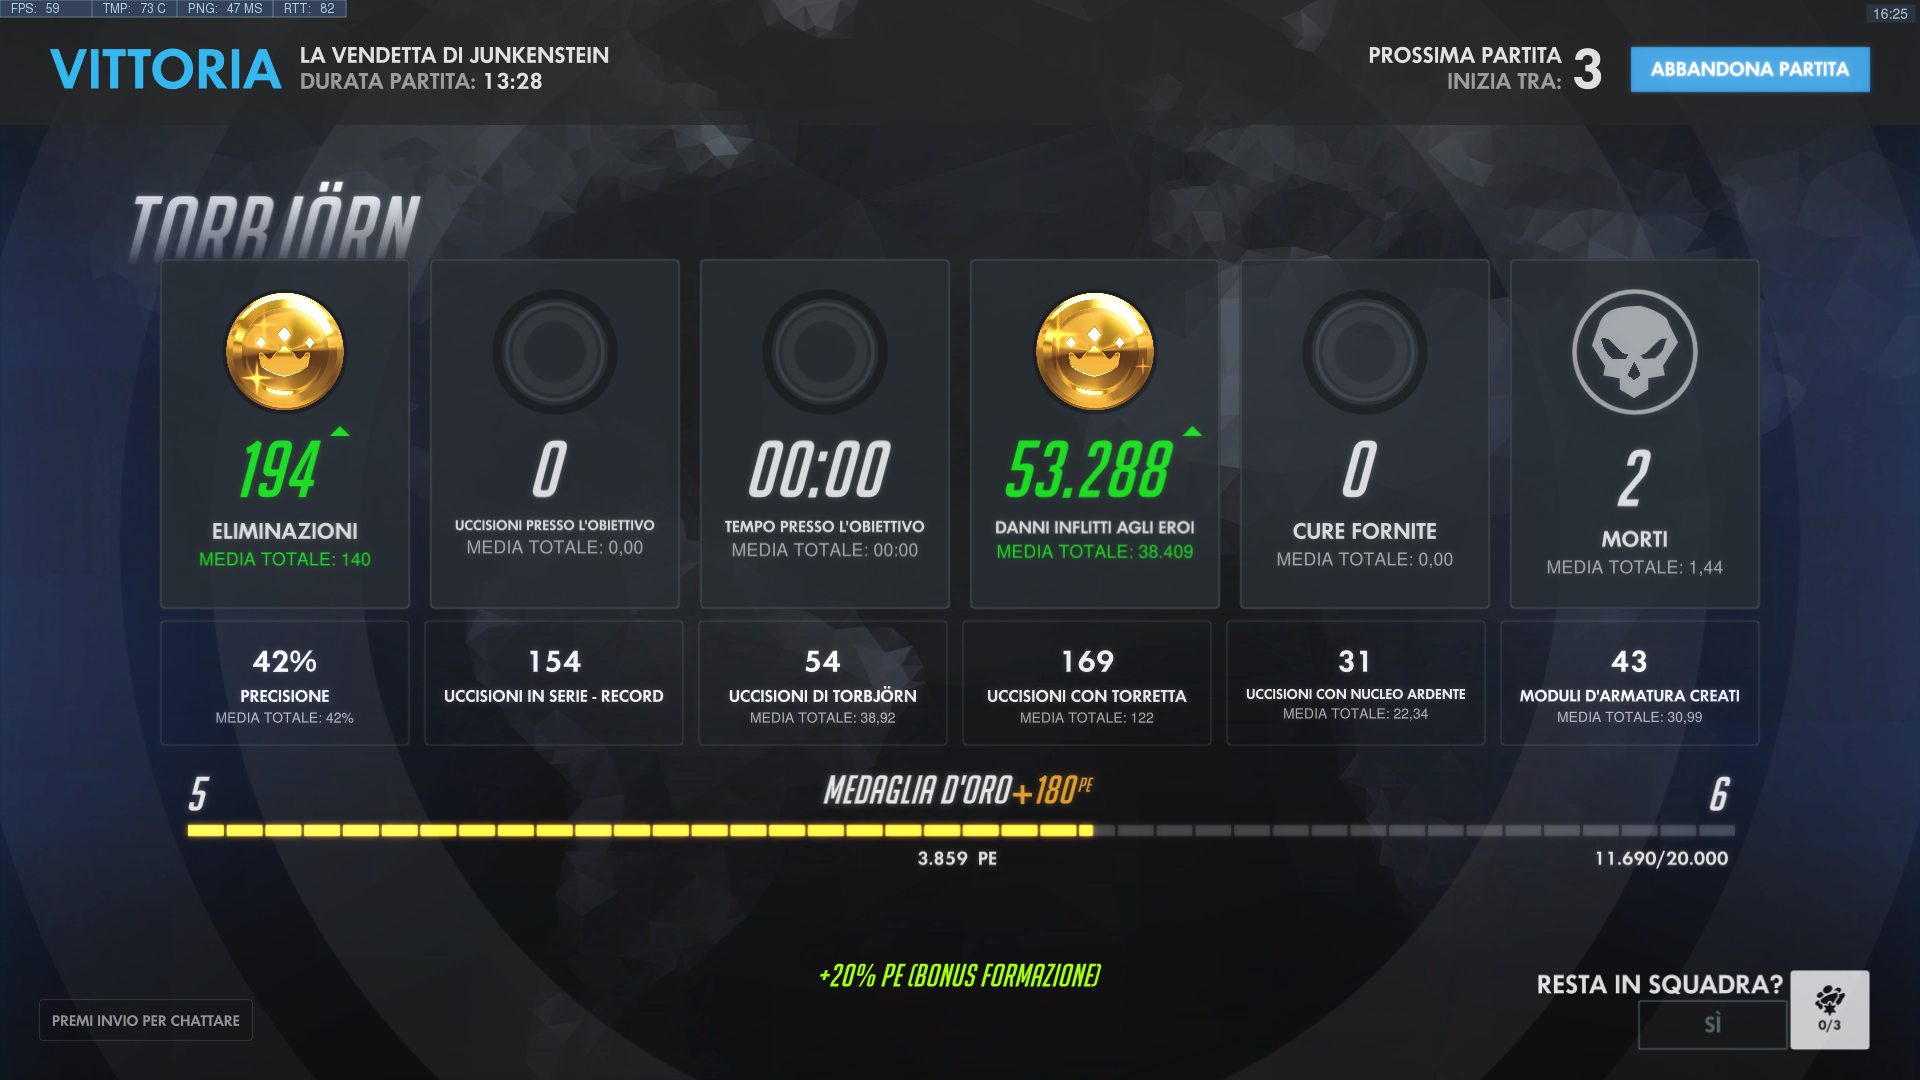 FPS: 59 TMP: 73 C PNG: 47 MS RTT: 82
16:25
VITTORIA
LA VENDETTA DI JUNKENSTEIN
DURATA PARTITA: 13:28
PROSSIMA PARTITA
INIZIA TRA:
3
ABBANDONA PARTITA
TORBJÖRN
194
ELIMINAZIONI
MEDIA TOTALE: 140
0
UCCISIONI PRESSO L'OBIETTIVO
MEDIA TOTALE: 0,00
00:00
TEMPO PRESSO L'OBIETTIVO
MEDIA TOTALE: 00:00
53.288
DANNI INFLITTI AGLI EROI
MEDIA TOTALE: 38.409
0
CURE FORNITE
MEDIA TOTALE: 0,00
2
MORTI
MEDIA TOTALE: 1,44
42%
PRECISIONE
MEDIA TOTALE: 42%
154
UCCISIONI IN SERIE - RECORD
54
UCCISIONI DI TORBJÖRN
MEDIA TOTALE: 38,92
169
UCCISIONI CON TORRETTA
MEDIA TOTALE: 122
31
UCCISIONI CON NUCLEO ARDENTE
MEDIA TOTALE: 22,34
43
MODULI D'ARMATURA CREATI
MEDIA TOTALE: 30,99
5
MEDAGLIA D'ORO +180 PE
6
3.859 PE
11.690/20.000
+20% PE (BONUS FORMAZIONE)
RESTA IN SQUADRA?
SÌ
0/3
PREMI INVIO PER CHATTARE